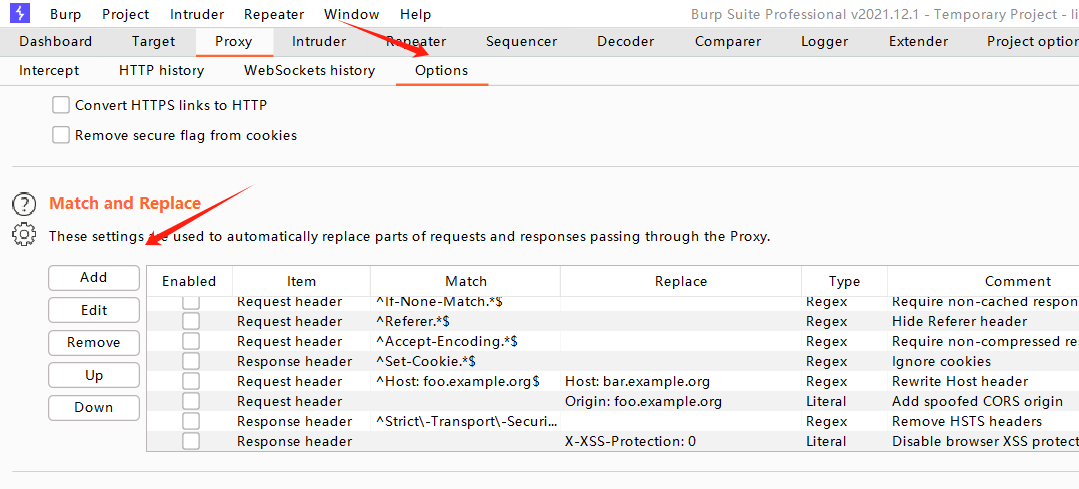 Burp Project Intruder Repeater Window Help Burp Suite Professional v2021.12.1 - Temporary Project - li
Dashboard Target Proxy Intruder Repeater Sequencer Decoder Comparer Logger Extender Project option
Intercept HTTP history WebSockets history Options
Convert HTTPS links to HTTP
Remove secure flag from cookies
Match and Replace
These settings are used to automatically replace parts of requests and responses passing through the Proxy.
Add
Edit
Remove
Up
Down
Enabled Item Match Replace Type Comment
Request header ^If-None-Match.*$ Regex Require non-cached respon
Request header ^Referer.*$ Regex Hide Referer header
Request header ^Accept-Encoding.*$ Regex Require non-compressed re
Response header ^Set-Cookie.*$ Regex Ignore cookies
Request header ^Host: foo.example.org$ Host: bar.example.org Regex Rewrite Host header
Request header Origin: foo.example.org Literal Add spoofed CORS origin
Response header ^Strict\-Transport\-Securi... Regex Remove HSTS headers
Response header X-XSS-Protection: 0 Literal Disable browser XSS protect